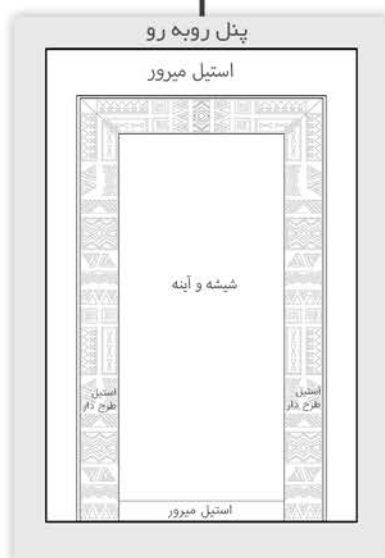 پنل روبه رو
استیل میرور
شیشه و آینه
استیل
طرح دار
استیل
طرح دار
استیل میرور